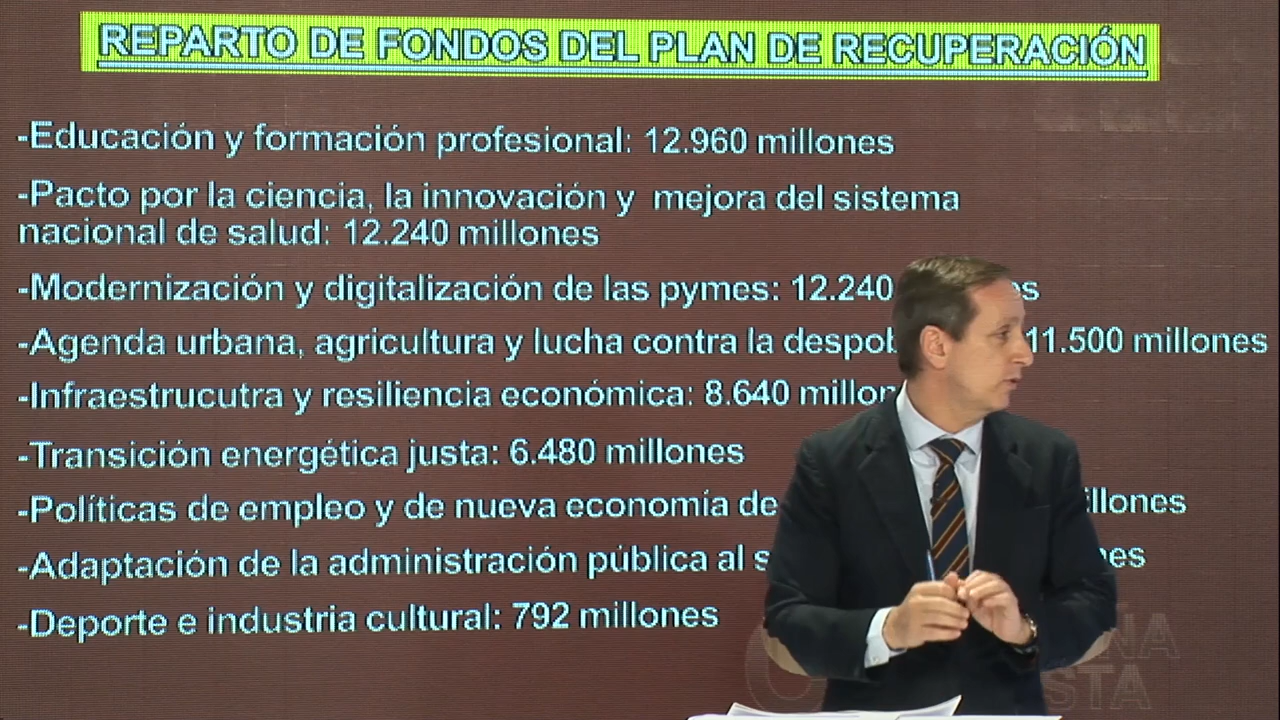 REPARTO DE FONDOS DEL PLAN DE RECUPERACIÓN
-Educación y formación profesional: 12.960 millones
-Pacto por la ciencia, la innovación y mejora del sistema
nacional de salud: 12.240 millones
-Modernización y digitalización de las pymes: 12.240
-Agenda urbana, agricultura y lucha contra la 11.500 millones
-Infraestrucutra y resiliencia económica: 8.640
-Transición energética justa: 6.480 millones
-Políticas de empleo y de nueva economía de
-Adaptación de la administración pública al
-Deporte e industria cultural: 792 millones